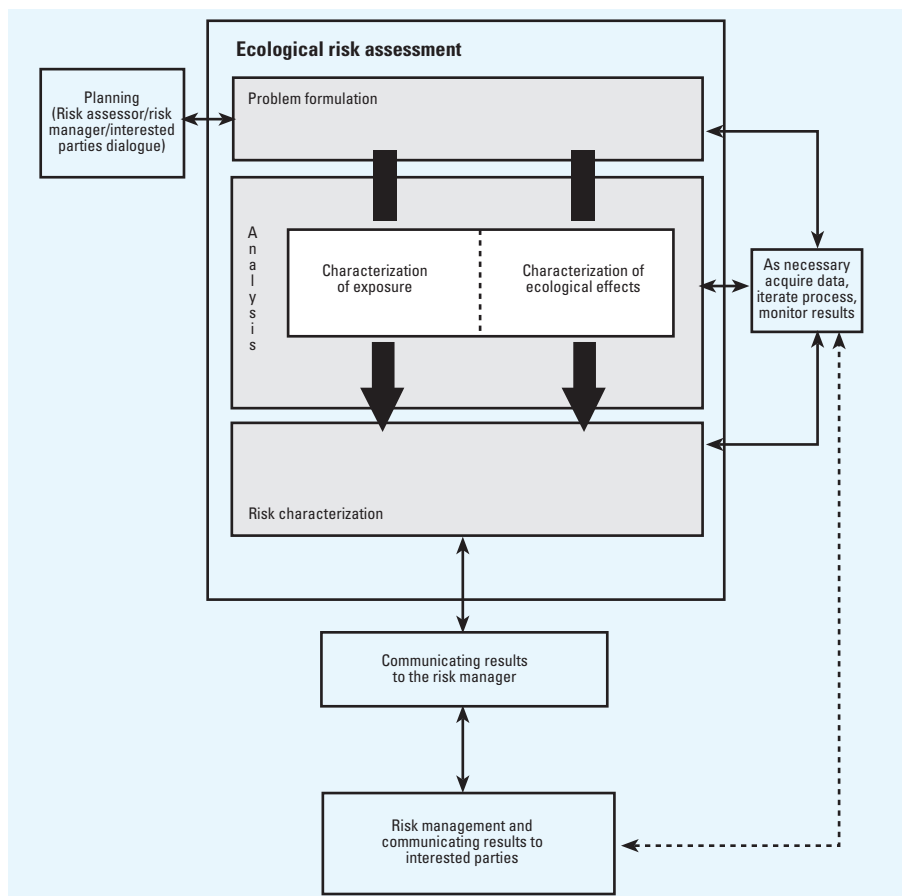 Ecological risk assessment
Planning
(Risk assessor/risk
manager/interested
parties dialogue)
Problem formulation
Analysis
Characterization
of exposure
Characterization of
ecological effects
As necessary
acquire data,
iterate process,
monitor results
Risk characterization
Communicating results
to the risk manager
Risk management and
communicating results to
interested parties